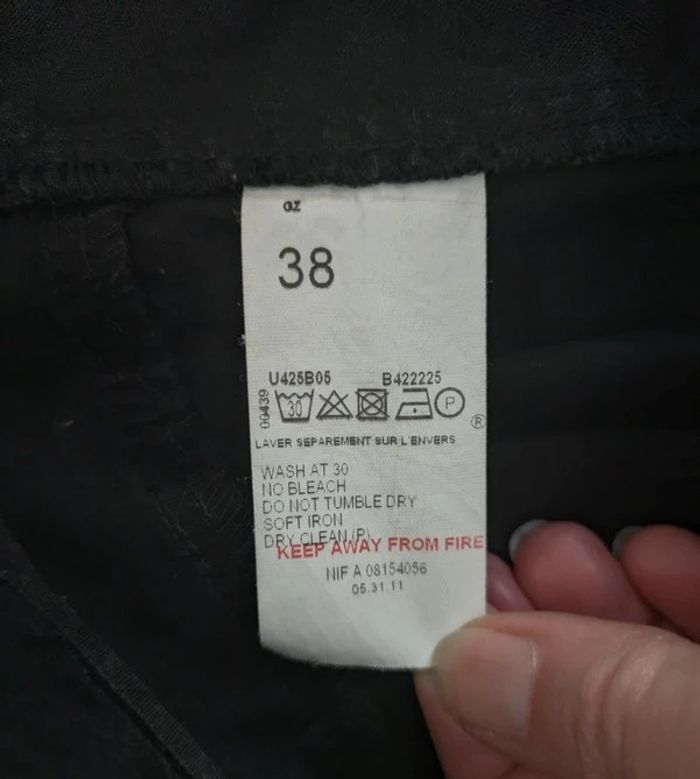 GZ
38
U425B05 B422225
00439
30 P
®
LAVER SEPAREMENT SUR L'ENVERS
WASH AT 30
NO BLEACH
DO NOT TUMBLE DRY
SOFT IRON
DRY CLEAN (P)
KEEP AWAY FROM FIRE
NIF A 08154056
05.31.11